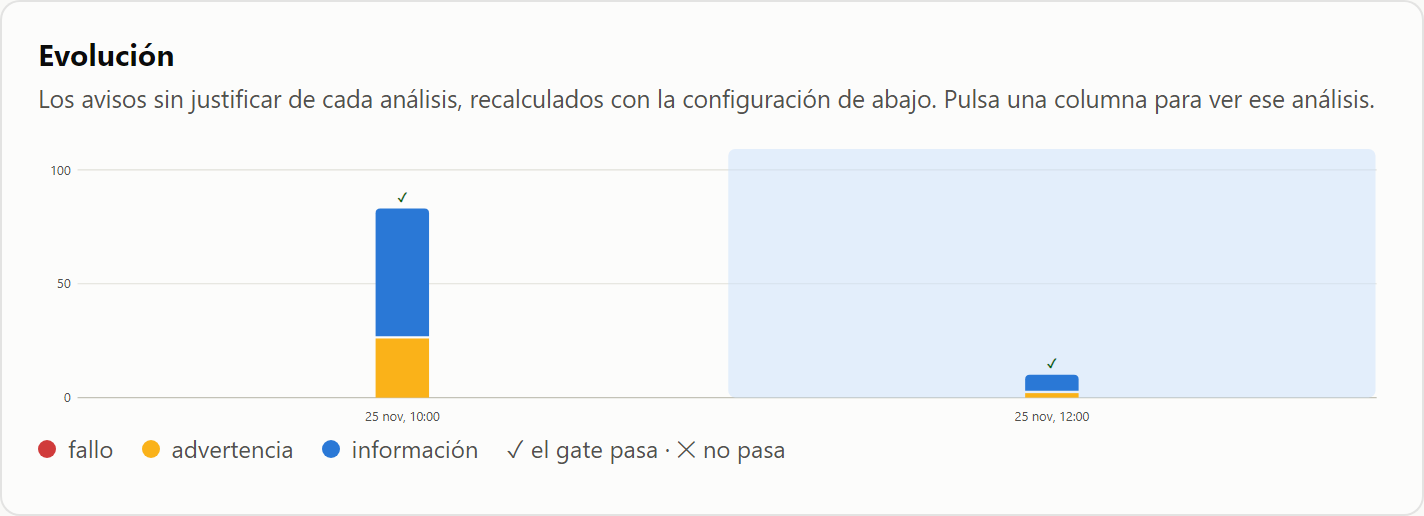 Evolución
Los avisos sin justificar de cada análisis, recalculados con la configuración de abajo. Pulsa una columna para ver ese análisis.
100
✓
50
✓
0
25 nov, 10:00 25 nov, 12:00
fallo advertencia información ✓ el gate pasa · ✕ no pasa